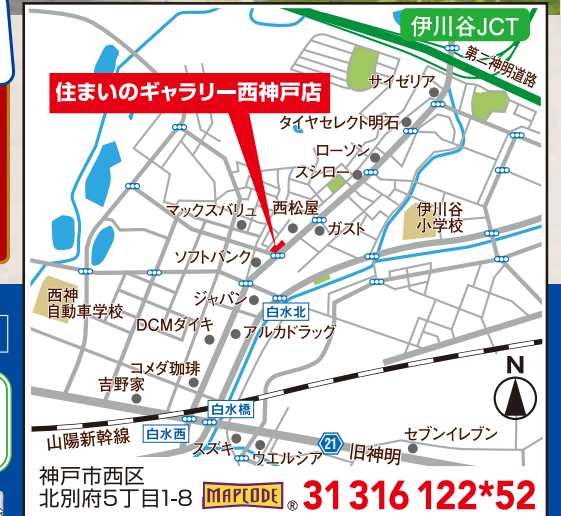 伊川谷JCT
第二神明道路
サイゼリア
住まいのギャラリー西神戸店
タイヤセレクト明石
ローソン
スシロー
マックスバリュ
西松屋
ガスト
伊川谷
小学校
ソフトバンク
西神
自動車学校
ジャパン
白水北
DCMダイキ
アルカドラッグ
コメダ珈琲
吉野家
N
白水橋
山陽新幹線
白水西
スズキ
ウエルシア
21
旧神明
セブンイレブン
神戸市西区
北別府5丁目1-8
MAPCODE
®
31 316 122*52